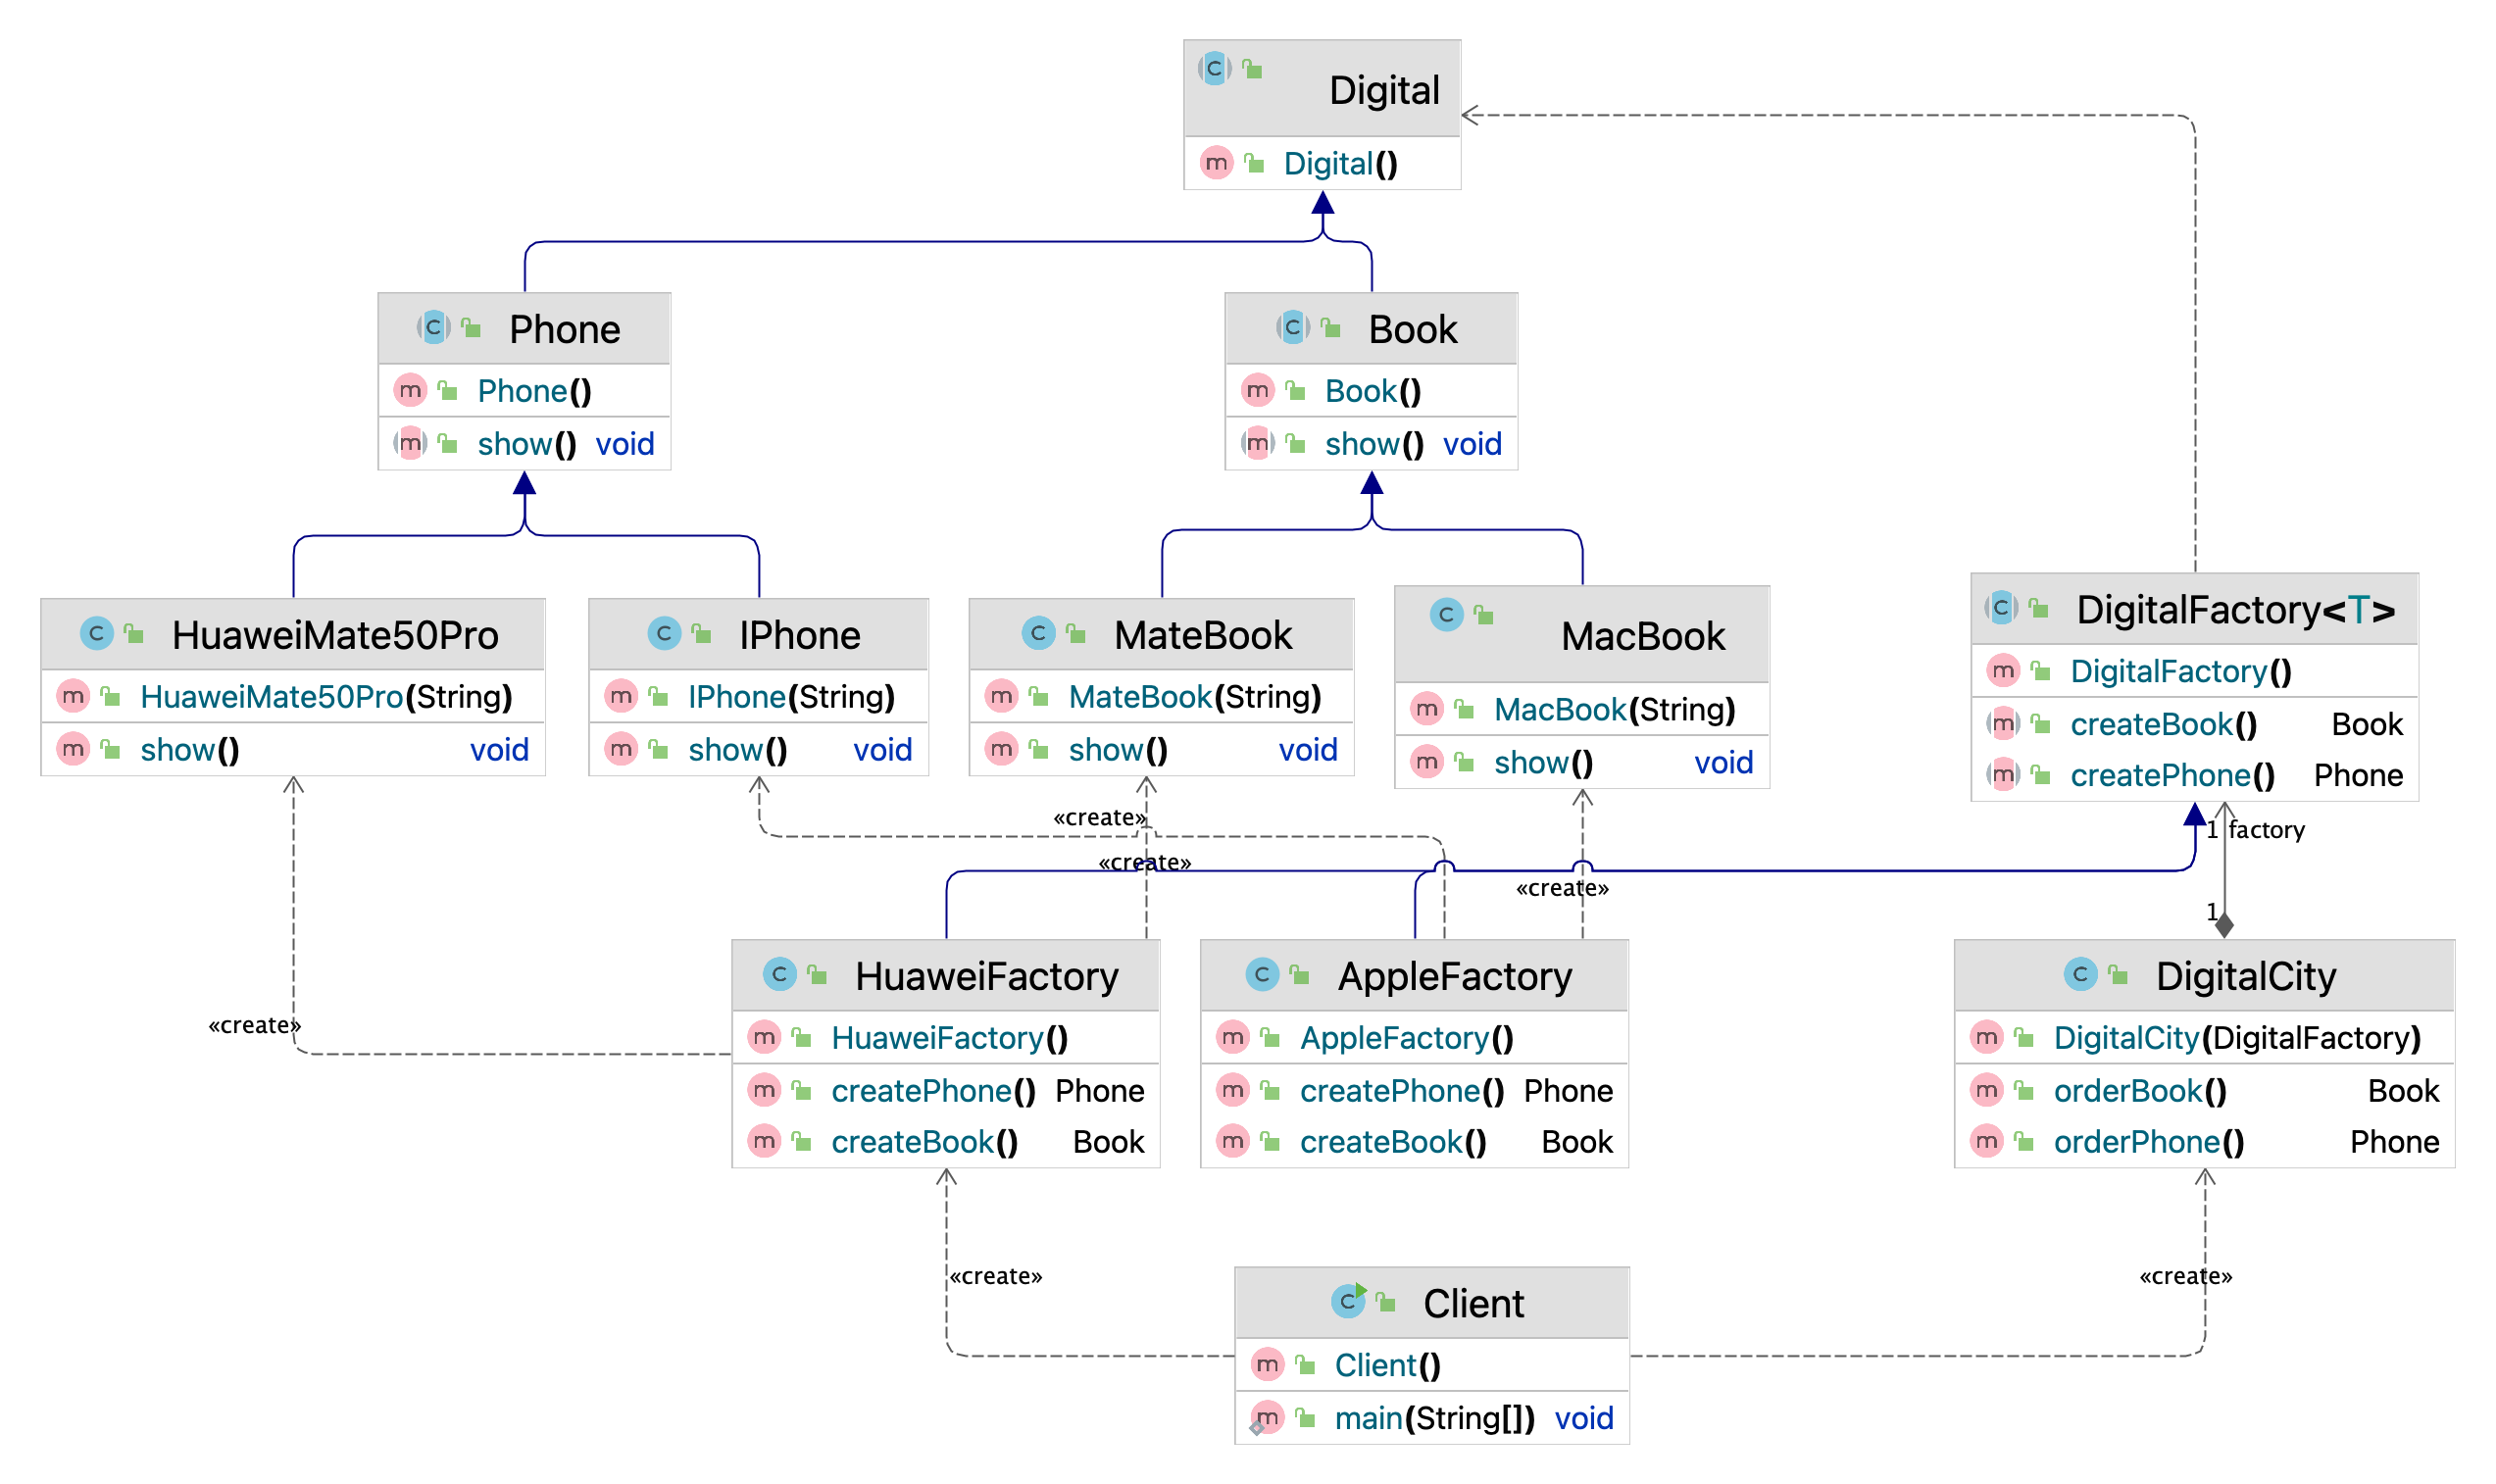 Digital
Digital()
Phone
Phone()
show() void
Book
Book()
show() void
HuaweiMate50Pro
HuaweiMate50Pro(String)
show() void
IPhone
IPhone(String)
show() void
MateBook
MateBook(String)
show() void
MacBook
MacBook(String)
show() void
DigitalFactory<T>
DigitalFactory()
createBook() Book
createPhone() Phone
«create»
«create»
«create»
1 factory
1
«create»
HuaweiFactory
HuaweiFactory()
createPhone() Phone
createBook() Book
AppleFactory
AppleFactory()
createPhone() Phone
createBook() Book
DigitalCity
DigitalCity(DigitalFactory)
orderBook() Book
orderPhone() Phone
«create»
«create»
Client
Client()
main(String[]) void